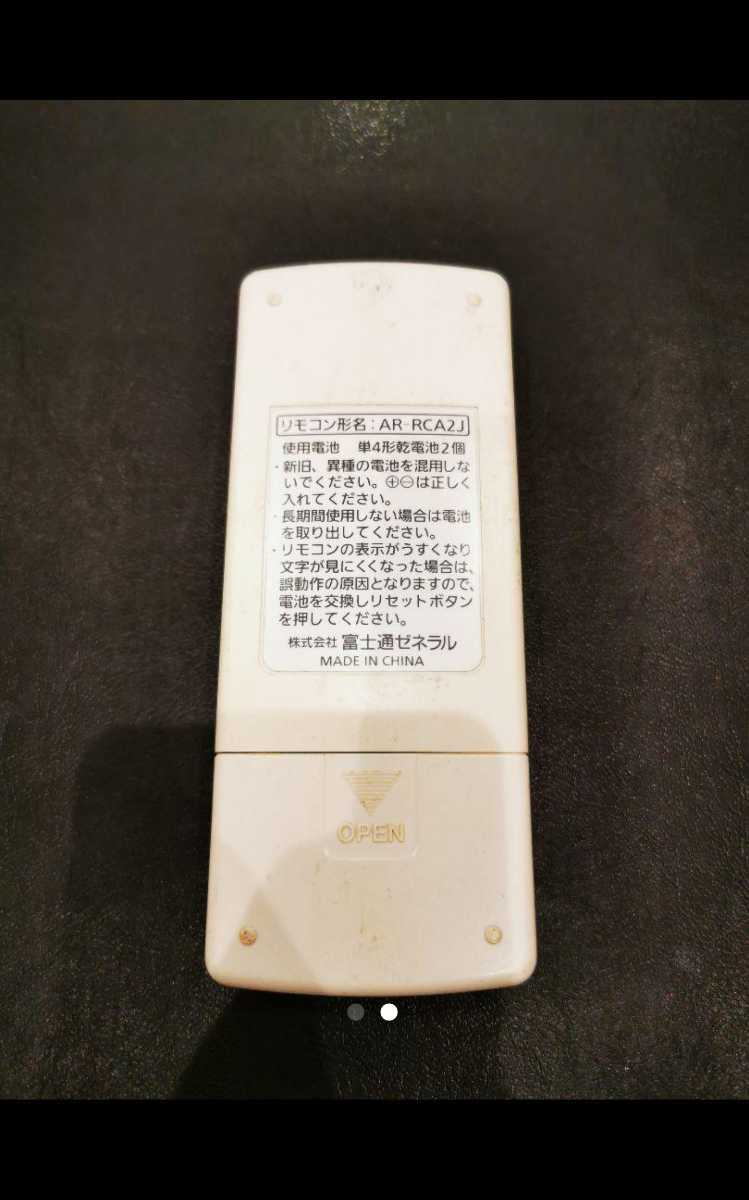 リモコン形名：AR-RCA2J
使用電池　単4形乾電池2個
・新旧、異種の電池を混用しな
いでください。⊕⊖は正しく
入れてください。
・長期間使用しない場合は電池
を取り出してください。
・リモコンの表示がうすくなり
文字が見にくくなった場合は、
誤動作の原因となりますので、
電池を交換しリセットボタン
を押してください。
株式会社 富士通ゼネラル
MADE IN CHINA
OPEN